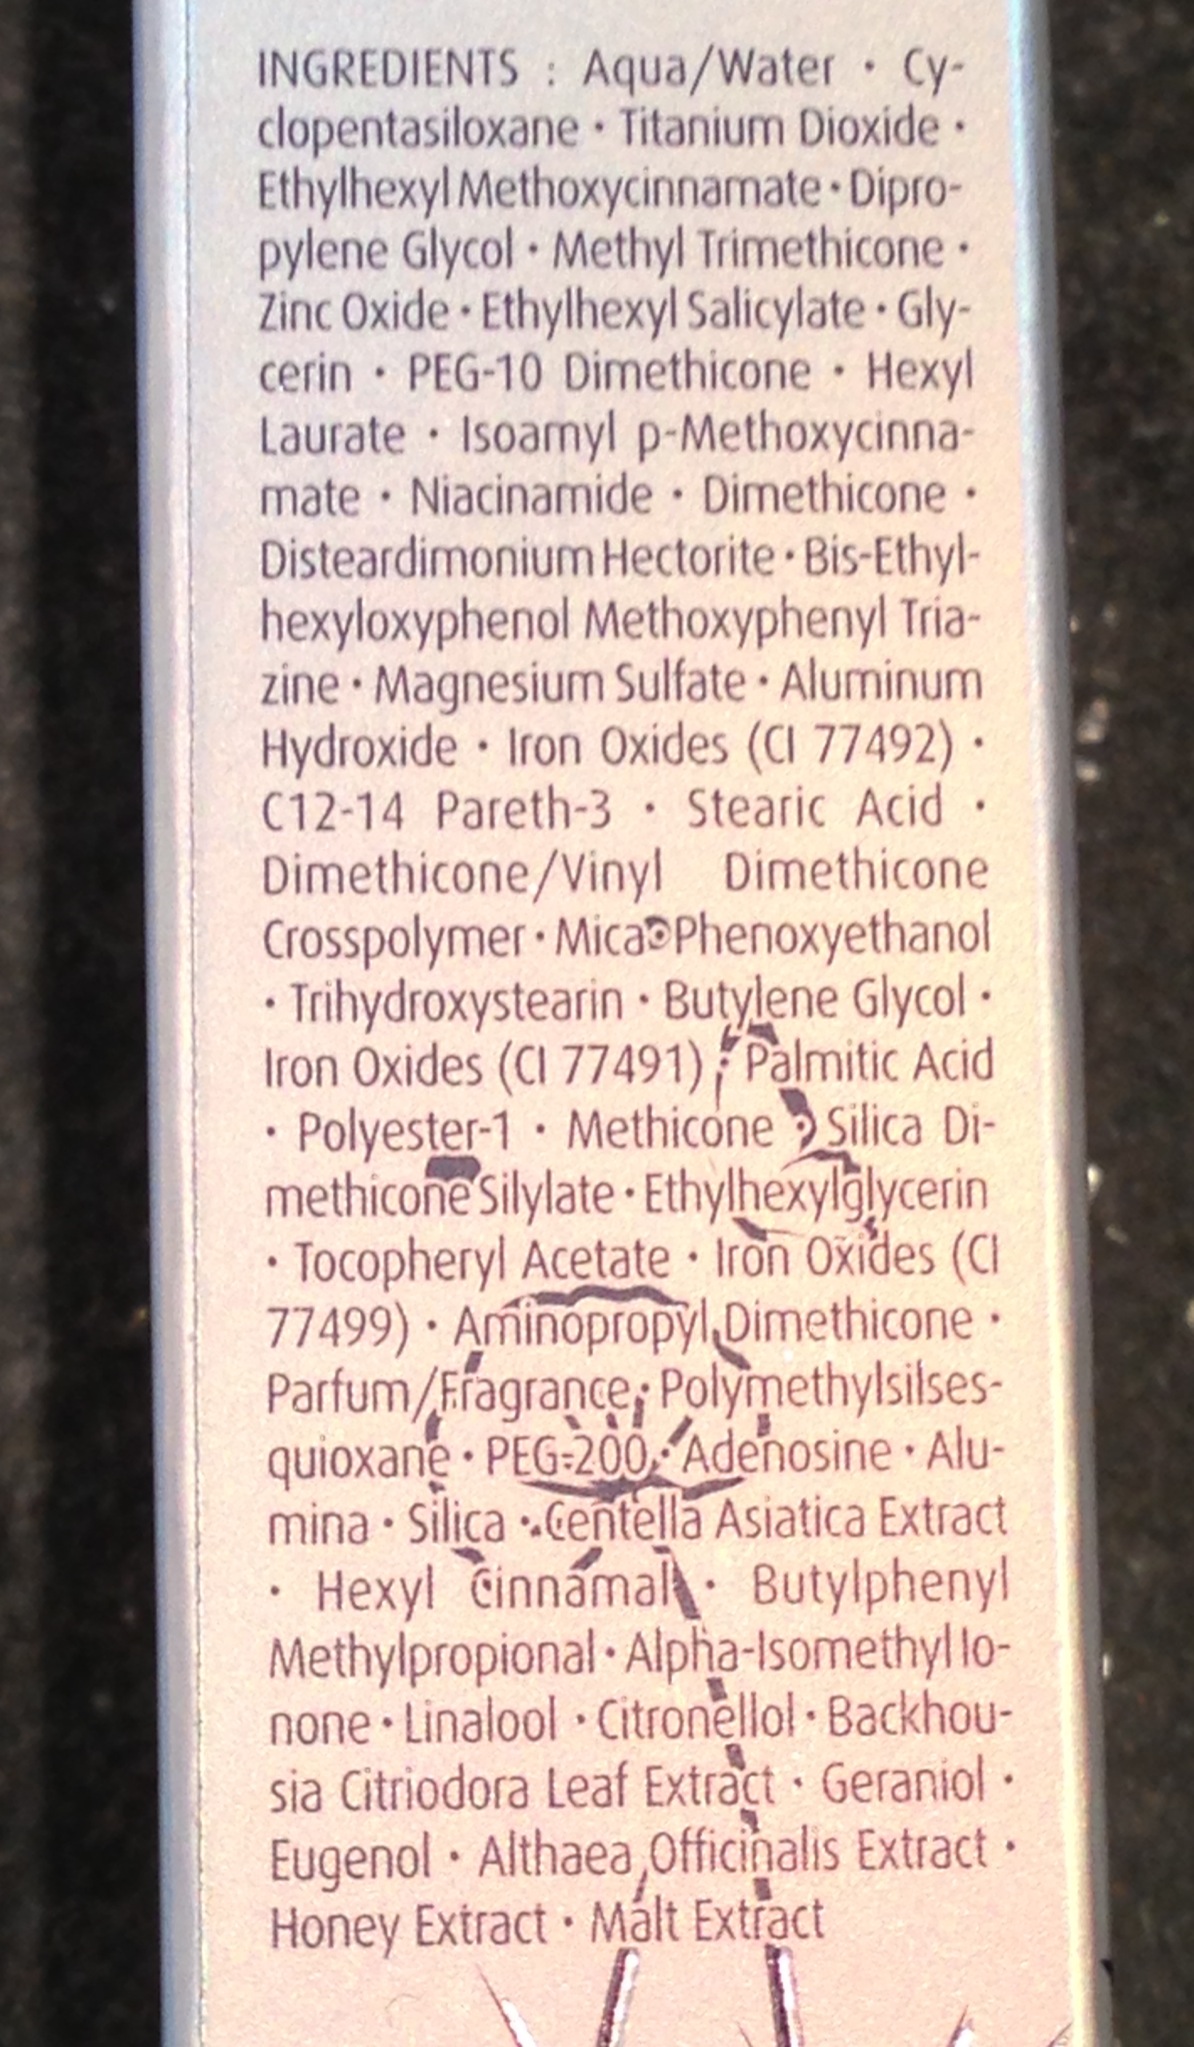 INGREDIENTS : Aqua/Water · Cy-
clopentasiloxane · Titanium Dioxide ·
Ethylhexyl Methoxycinnamate · Dipro-
pylene Glycol · Methyl Trimethicone ·
Zinc Oxide · Ethylhexyl Salicylate · Gly-
cerin · PEG-10 Dimethicone · Hexyl
Laurate · Isoamyl p-Methoxycinna-
mate · Niacinamide · Dimethicone ·
Disteardimonium Hectorite · Bis-Ethyl-
hexyloxyphenol Methoxyphenyl Tria-
zine · Magnesium Sulfate · Aluminum
Hydroxide · Iron Oxides (CI 77492) ·
C12-14 Pareth-3 · Stearic Acid ·
Dimethicone/Vinyl Dimethicone
Crosspolymer · Mica · Phenoxyethanol
· Trihydroxystearin · Butylene Glycol ·
Iron Oxides (CI 77491) · Palmitic Acid
· Polyester-1 · Methicone · Silica Di-
methicone Silylate · Ethylhexylglycerin
· Tocopheryl Acetate · Iron Oxides (CI
77499) · Aminopropyl Dimethicone ·
Parfum/Fragrance · Polymethylsilses-
quioxane · PEG-200 · Adenosine · Alu-
mina · Silica · Centella Asiatica Extract
· Hexyl Cinnamal · Butylphenyl
Methylpropional · Alpha-Isomethyl Io-
none · Linalool · Citronellol · Backhou-
sia Citriodora Leaf Extract · Geraniol ·
Eugenol · Althaea Officinalis Extract ·
Honey Extract · Malt Extract